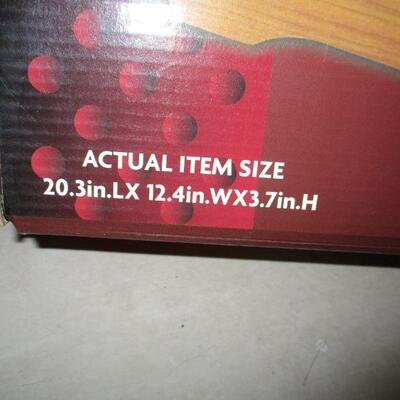 ACTUAL ITEM SIZE
20.3in.LX 12.4in.WX3.7in.H